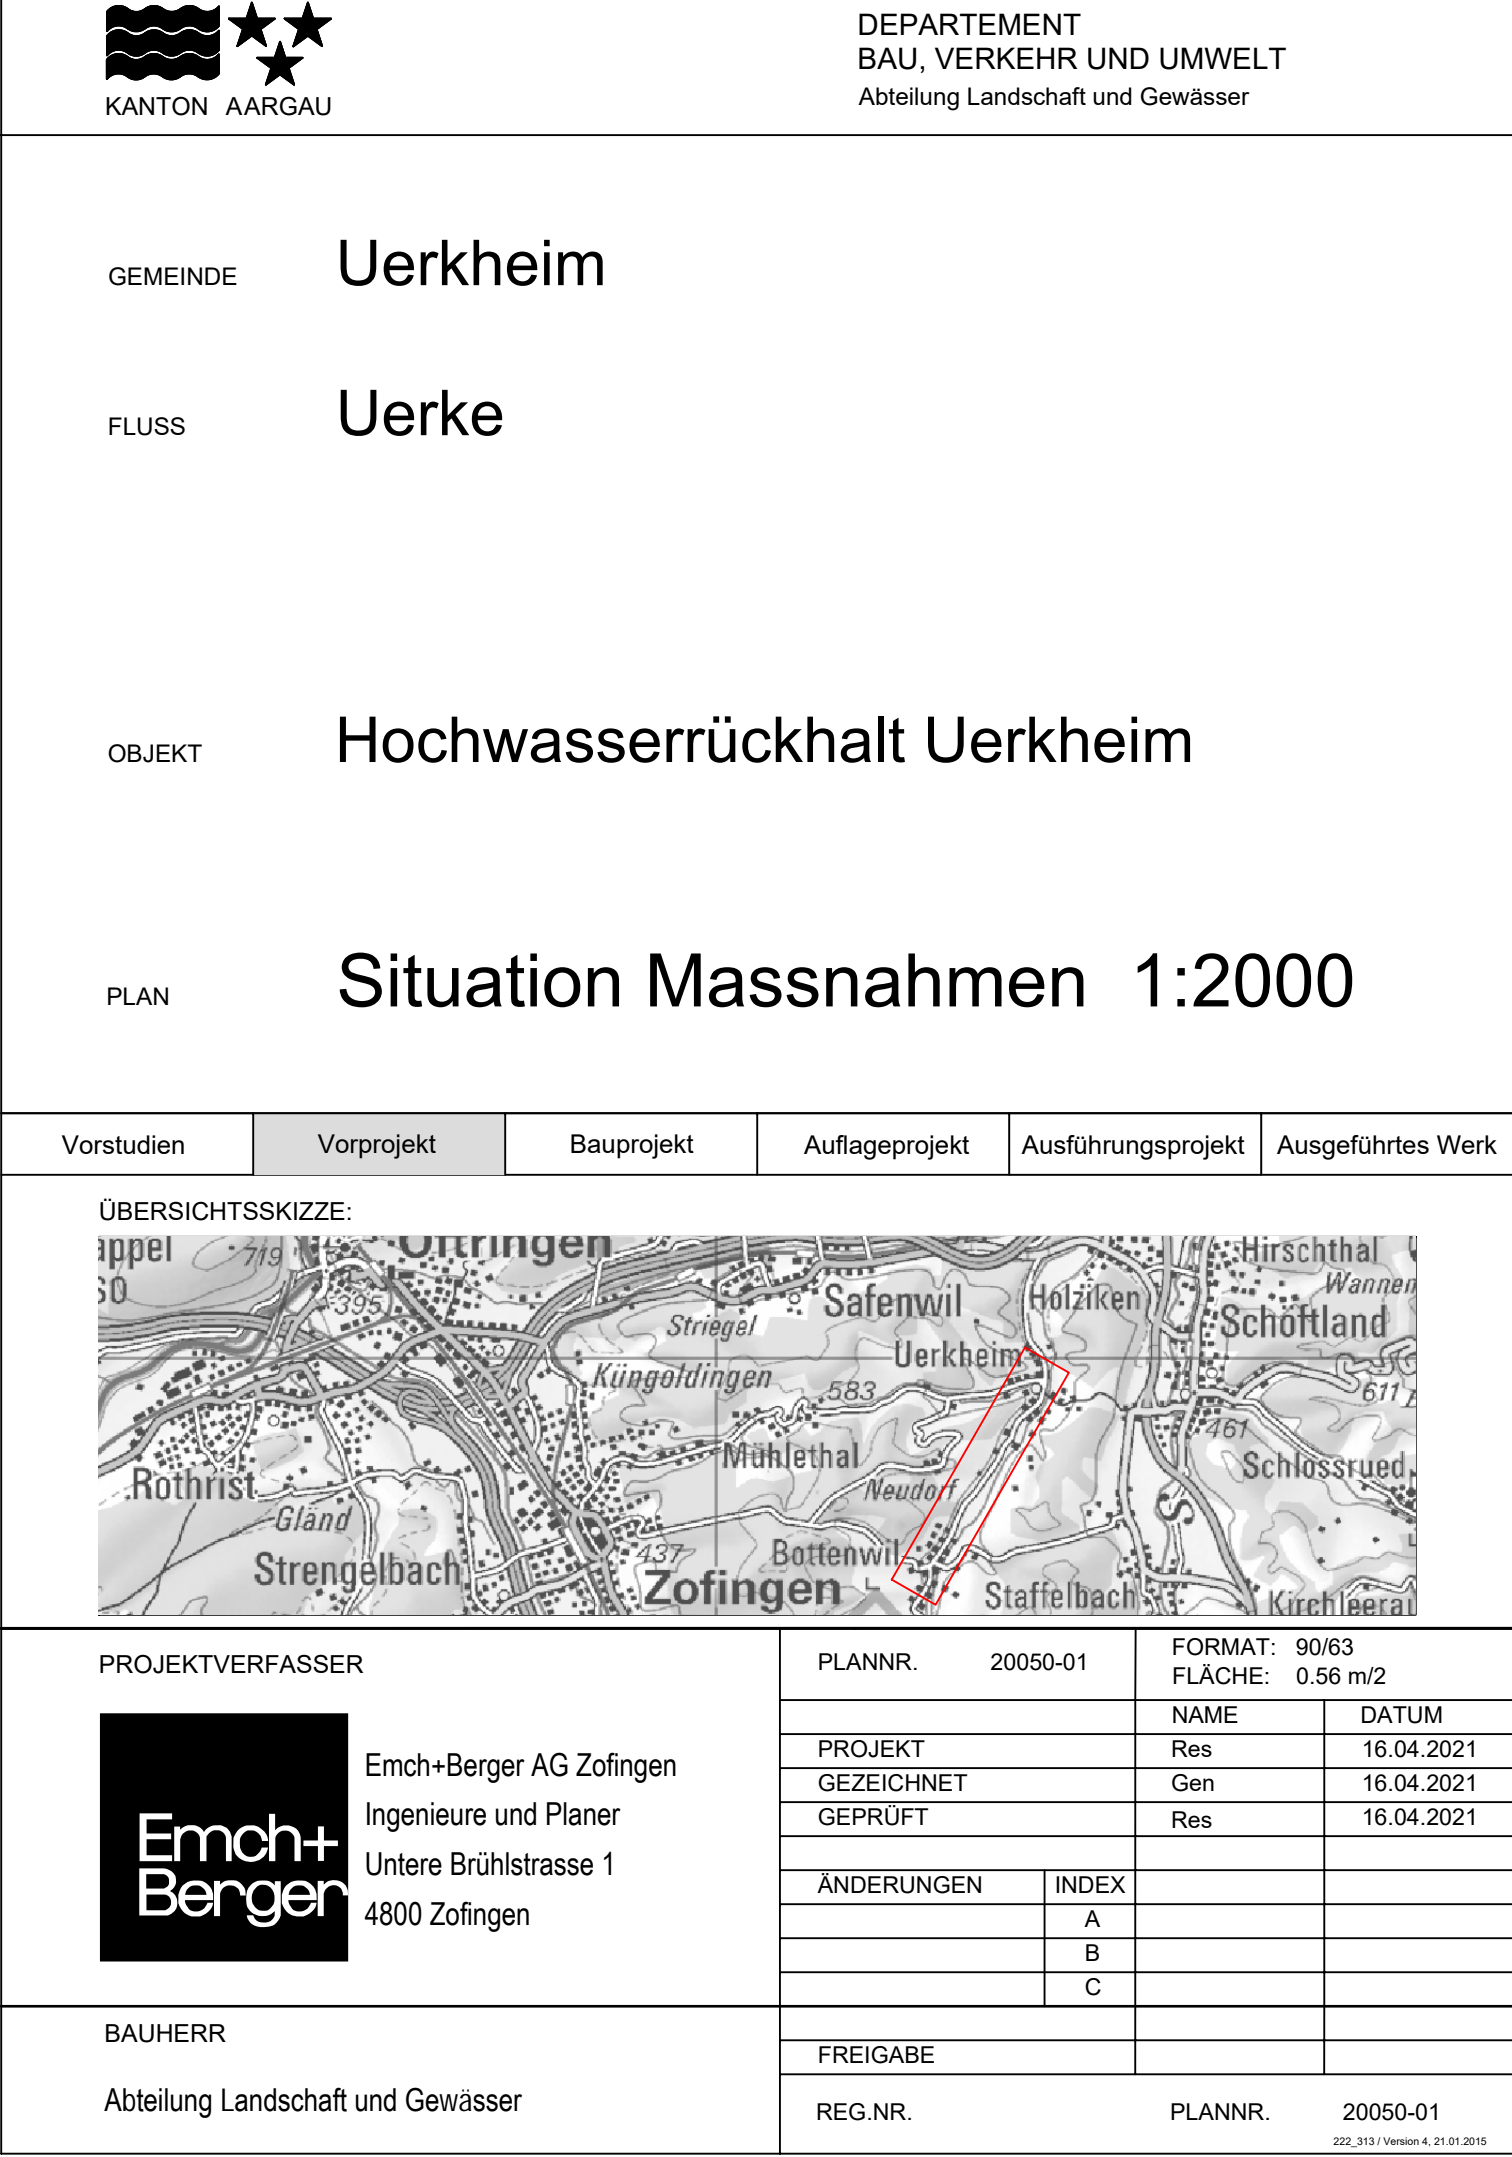 KANTON AARGAU
DEPARTEMENT
BAU, VERKEHR UND UMWELT
Abteilung Landschaft und Gewässer
GEMEINDE Uerkheim
FLUSS Uerke
OBJEKT Hochwasserrückhalt Uerkheim
PLAN Situation Massnahmen 1:2000
Vorstudien Vorprojekt Bauprojekt Auflageprojekt Ausführungsprojekt Ausgeführtes Werk
ÜBERSICHTSSKIZZE:
appel 719 Oftringen Hirschthal
60 395 Safenwil Holziken Wannen
Striegel Schöftland
Uerkheim
Küngoldingen 583 611
461
Mühlethal Schlossrued
Rothrist Neudorf
Gländ
Strengelbach 437 Bottenwil
Zofingen Staffelbach Kirchleerau
PROJEKTVERFASSER
Emch+
Berger
Emch+Berger AG Zofingen
Ingenieure und Planer
Untere Brühlstrasse 1
4800 Zofingen
PLANNR. 20050-01
FORMAT: 90/63
FLÄCHE: 0.56 m/2
NAME DATUM
PROJEKT Res 16.04.2021
GEZEICHNET Gen 16.04.2021
GEPRÜFT Res 16.04.2021
ÄNDERUNGEN INDEX
A
B
C
BAUHERR
Abteilung Landschaft und Gewässer
FREIGABE
REG.NR. PLANNR. 20050-01
222_313 / Version 4, 21.01.2015